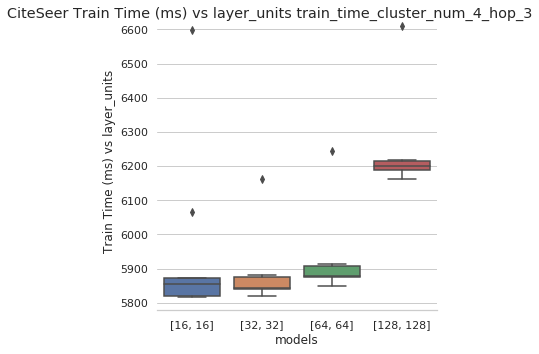 CiteSeer Train Time (ms) vs layer_units train_time_cluster_num_4_hop_3
6600
6500
6400
6300
6200
6100
6000
5900
5800
Train Time (ms) vs layer_units
[16, 16] [32, 32] [64, 64] [128, 128]
models